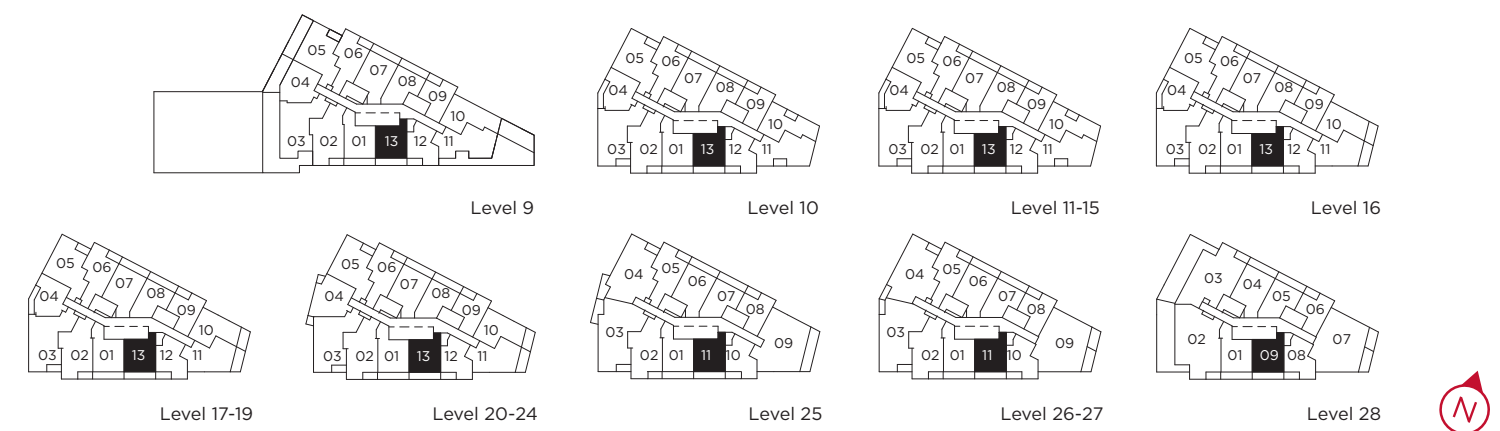 05 06 07 08 09 10
04
03 02 01 13 12 11
Level 9
05 06 07 08 09 10
04
03 02 01 13 12 11
Level 10
05 06 07 08 09 10
04
03 02 01 13 12 11
Level 11-15
05 06 07 08 09 10
04
03 02 01 13 12 11
Level 16
05 06 07 08 09 10
04
03 02 01 13 12 11
Level 17-19
05 06 07 08 09 10
04
03 02 01 13 12 11
Level 20-24
04 05 06 07 08 09
03 02 01 11 10
Level 25
04 05 06 07 08 09
03 02 01 11 10
Level 26-27
03 04 05 06 07
02 01 09 08
Level 28
N